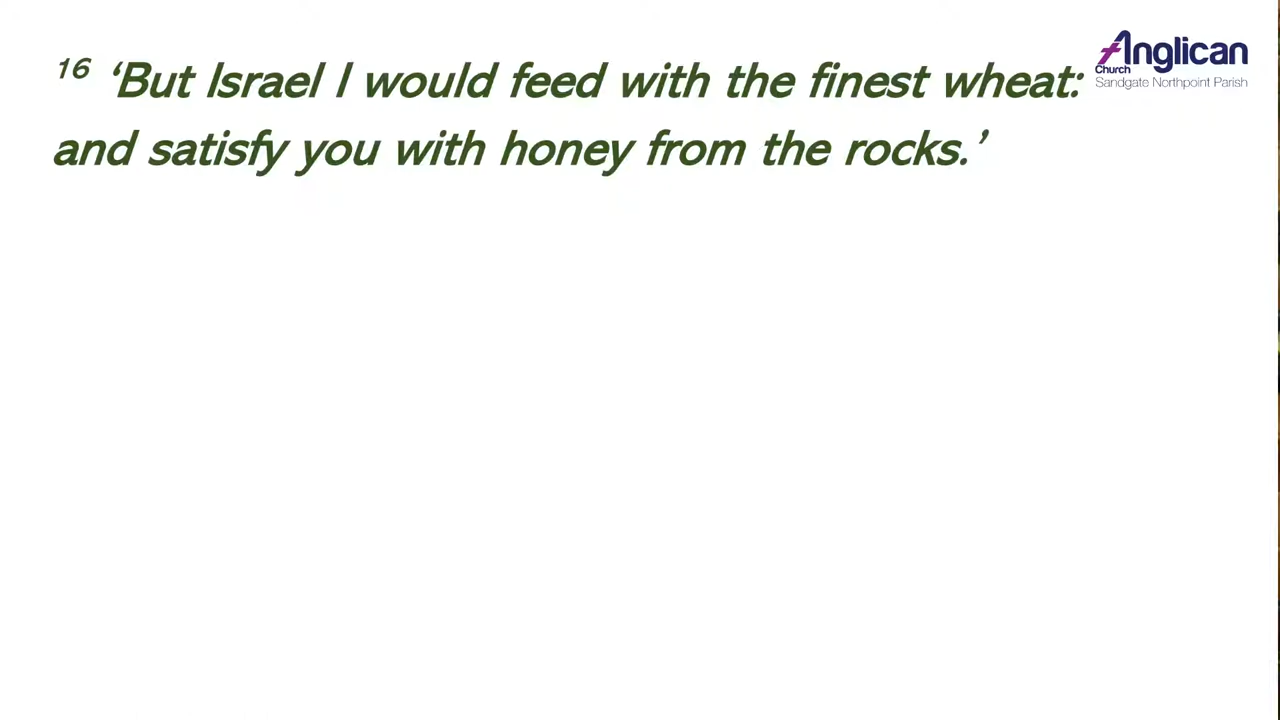 16 ‘But Israel I would feed with the finest wheat:
and satisfy you with honey from the rocks.’
Anglican
Church
Sandgate Northpoint Parish